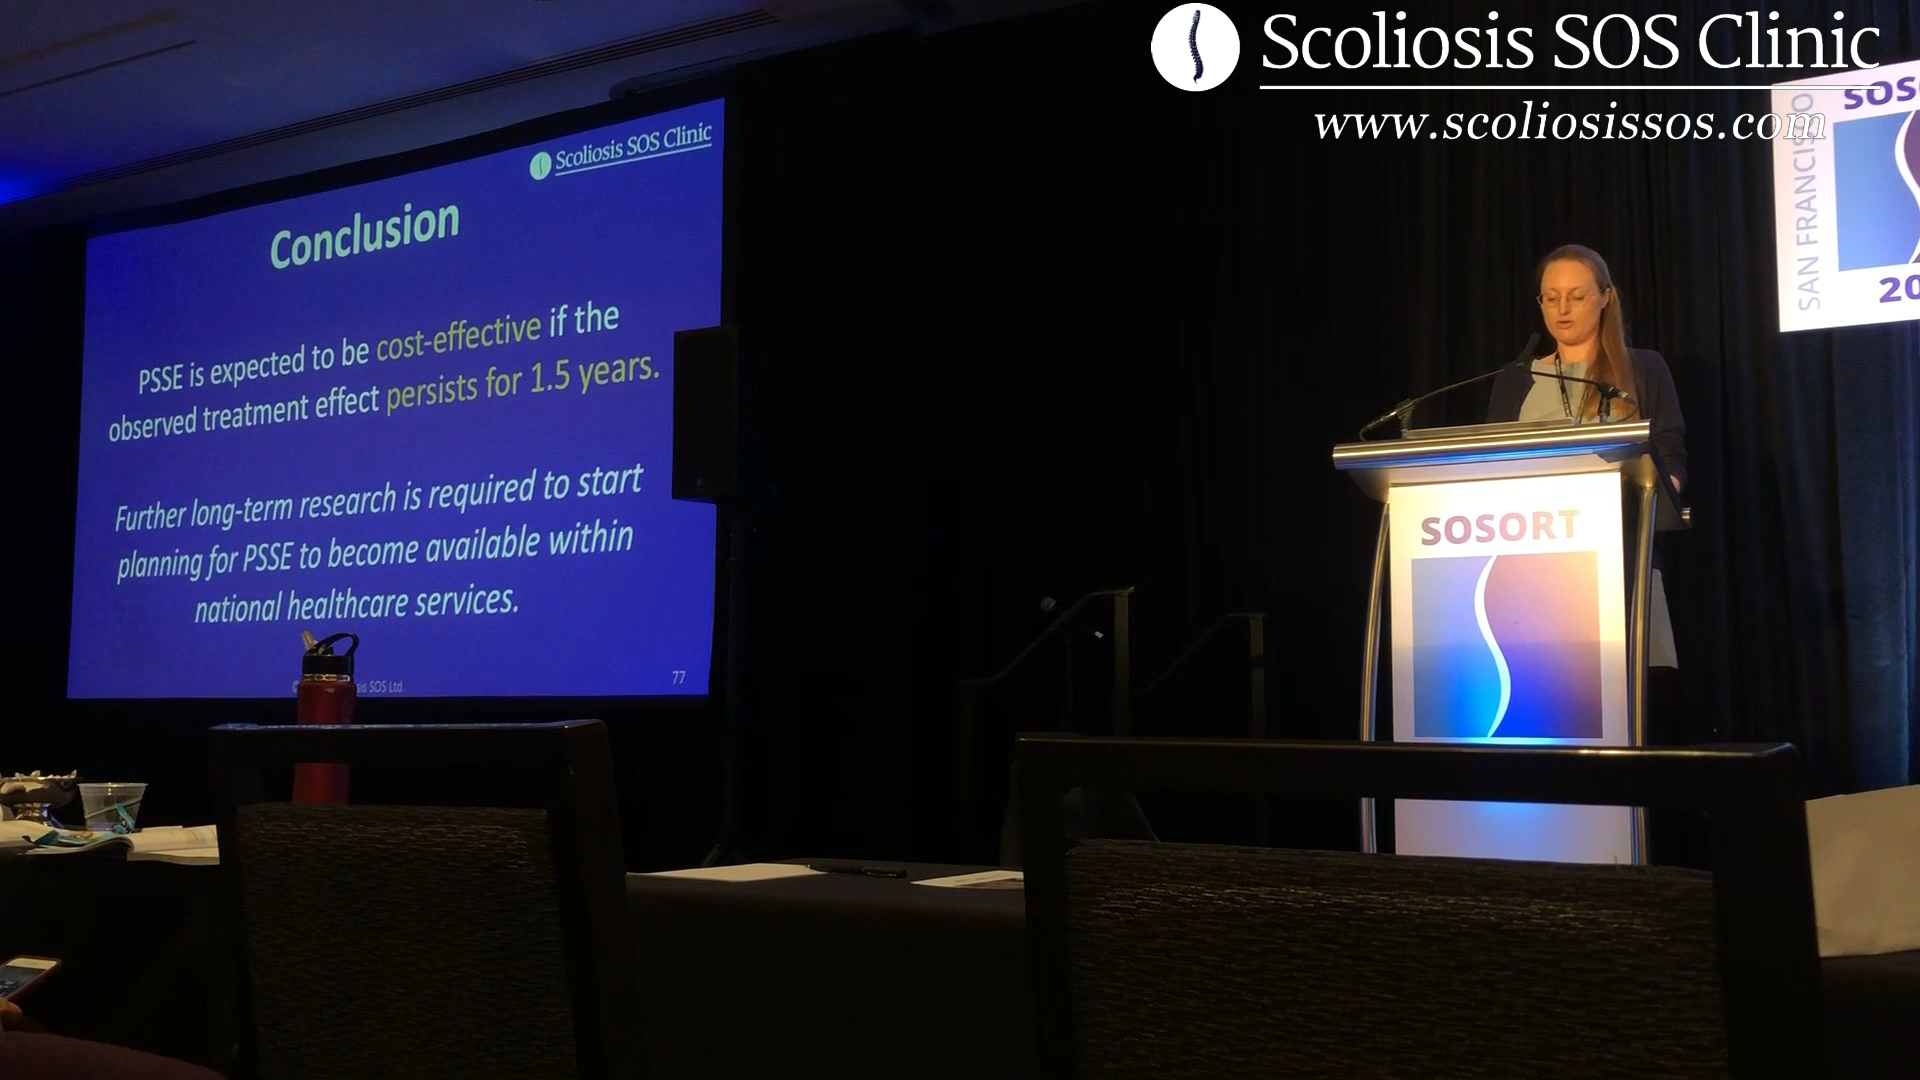 Scoliosis SOS Clinic
www.scoliosissos.com
Scoliosis SOS Clinic
Conclusion
PSSE is expected to be cost-effective if the
observed treatment effect persists for 1.5 years.
Further long-term research is required to start
planning for PSSE to become available within
national healthcare services.
SOS Ltd.
77
SAN FRANCISCO
SOSORT